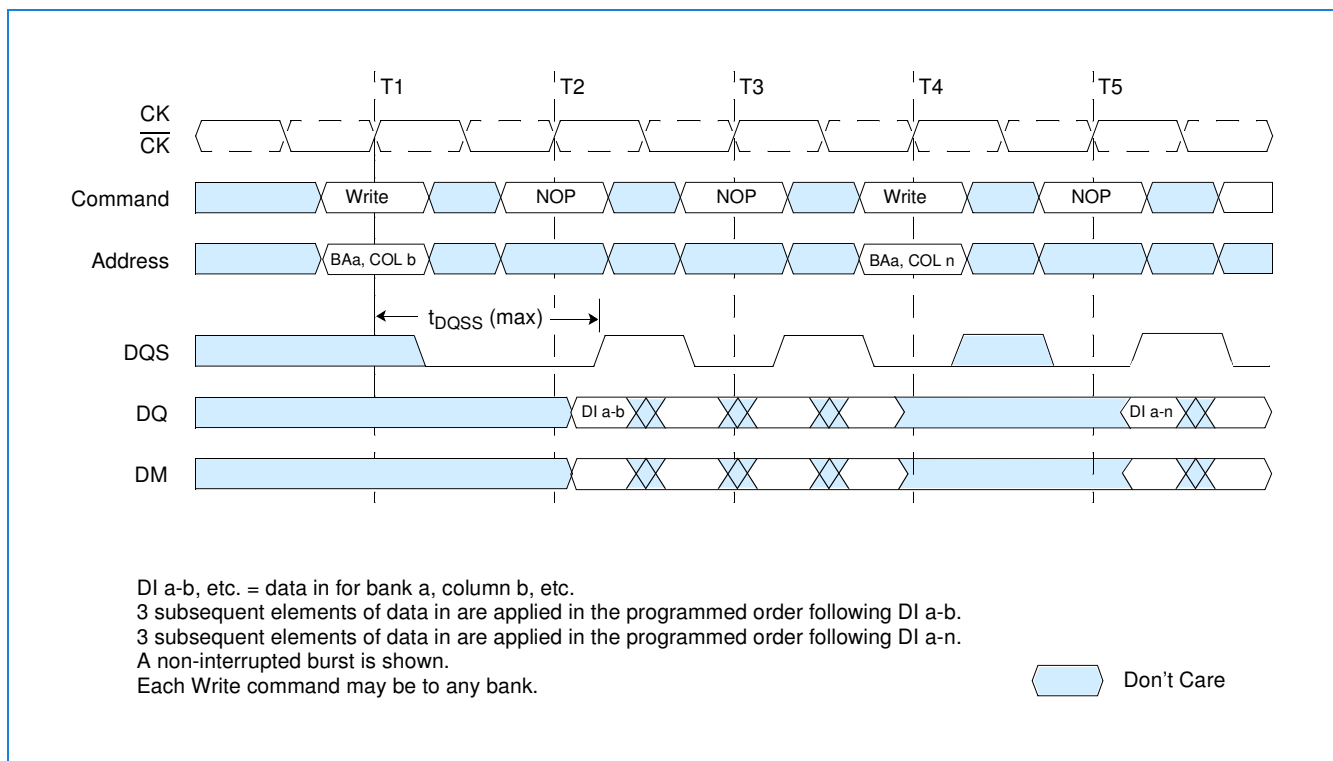 T1 T2 T3 T4 T5
CK
CK
Command Write NOP NOP Write NOP
Address BAa, COL b BAa, COL n
tDQSS (max)
DQS
DQ DI a-b DI a-n
DM
DI a-b, etc. = data in for bank a, column b, etc.
3 subsequent elements of data in are applied in the programmed order following DI a-b.
3 subsequent elements of data in are applied in the programmed order following DI a-n.
A non-interrupted burst is shown.
Each Write command may be to any bank.
Don't Care